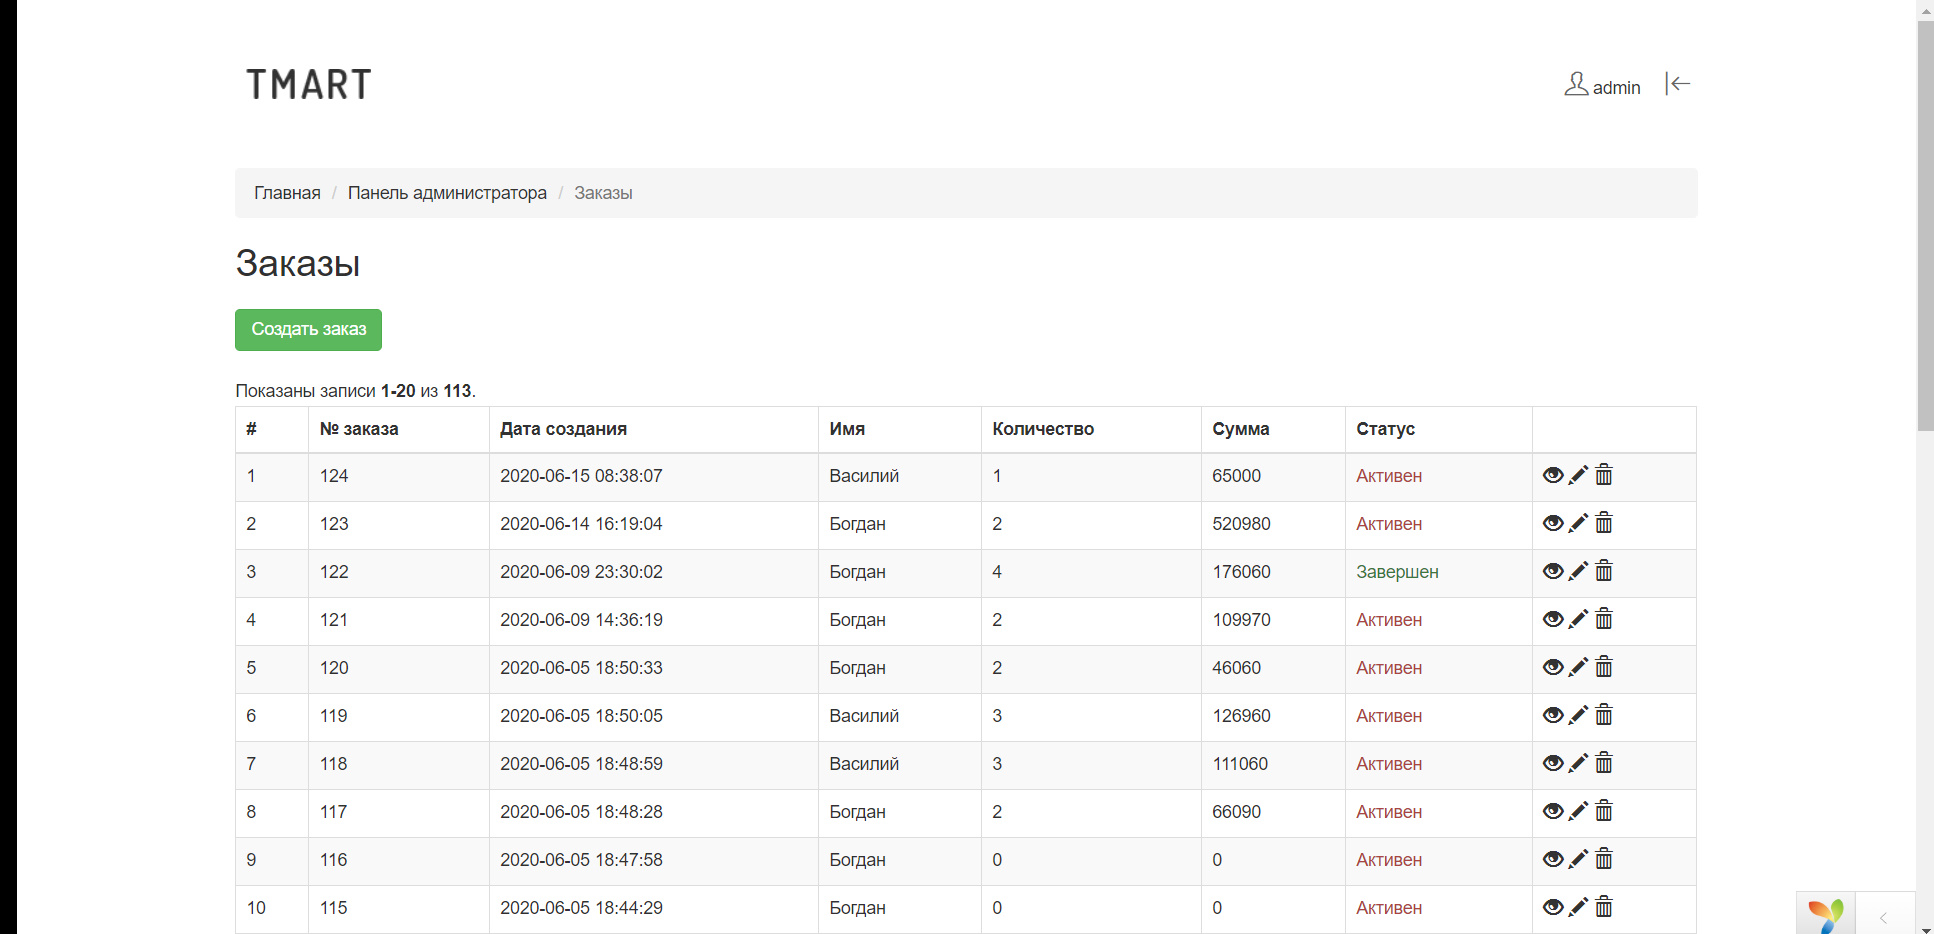 TMART
admin
Главная / Панель администратора / Заказы
Заказы
Создать заказ
Показаны записи 1-20 из 113.
# № заказа Дата создания Имя Количество Сумма Статус
1 124 2020-06-15 08:38:07 Василий 1 65000 Активен
2 123 2020-06-14 16:19:04 Богдан 2 520980 Активен
3 122 2020-06-09 23:30:02 Богдан 4 176060 Завершен
4 121 2020-06-09 14:36:19 Богдан 2 109970 Активен
5 120 2020-06-05 18:50:33 Богдан 2 46060 Активен
6 119 2020-06-05 18:50:05 Василий 3 126960 Активен
7 118 2020-06-05 18:48:59 Василий 3 111060 Активен
8 117 2020-06-05 18:48:28 Богдан 2 66090 Активен
9 116 2020-06-05 18:47:58 Богдан 0 0 Активен
10 115 2020-06-05 18:44:29 Богдан 0 0 Активен